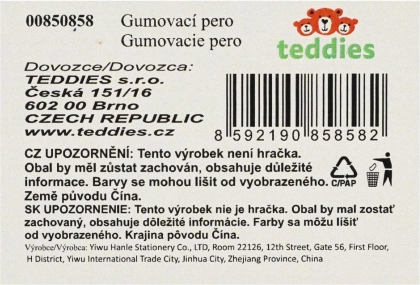 00850858 Gumovací pero
Gumovacie pero
teddies
Dovozce/Dovozca:
TEDDIES s.r.o.
Česká 151/16
602 00 Brno
CZECH REPUBLIC
www.teddies.cz
8 592190 858582
CZ UPOZORNĚNÍ: Tento výrobek není hračka.
Obal by měl zůstat zachován, obsahuje důležité
informace. Barvy se mohou lišit od vyobrazeného.
Země původu Čína.
C/PAP
SK UPOZORNENIE: Tento výrobek nie je hračka. Obal by mal zostať
zachovaný, obsahuje dôležité informácie. Farby sa môžu líšiť
od vyobrazeného. Krajina pôvodu Čína.
Výrobce/Výrobca: Yiwu Hanle Stationery Co., LTD, Room 22126, 12th Street, Gate 56, First Floor,
H District, Yiwu International Trade City, Jinhua City, Zhejiang Province, China